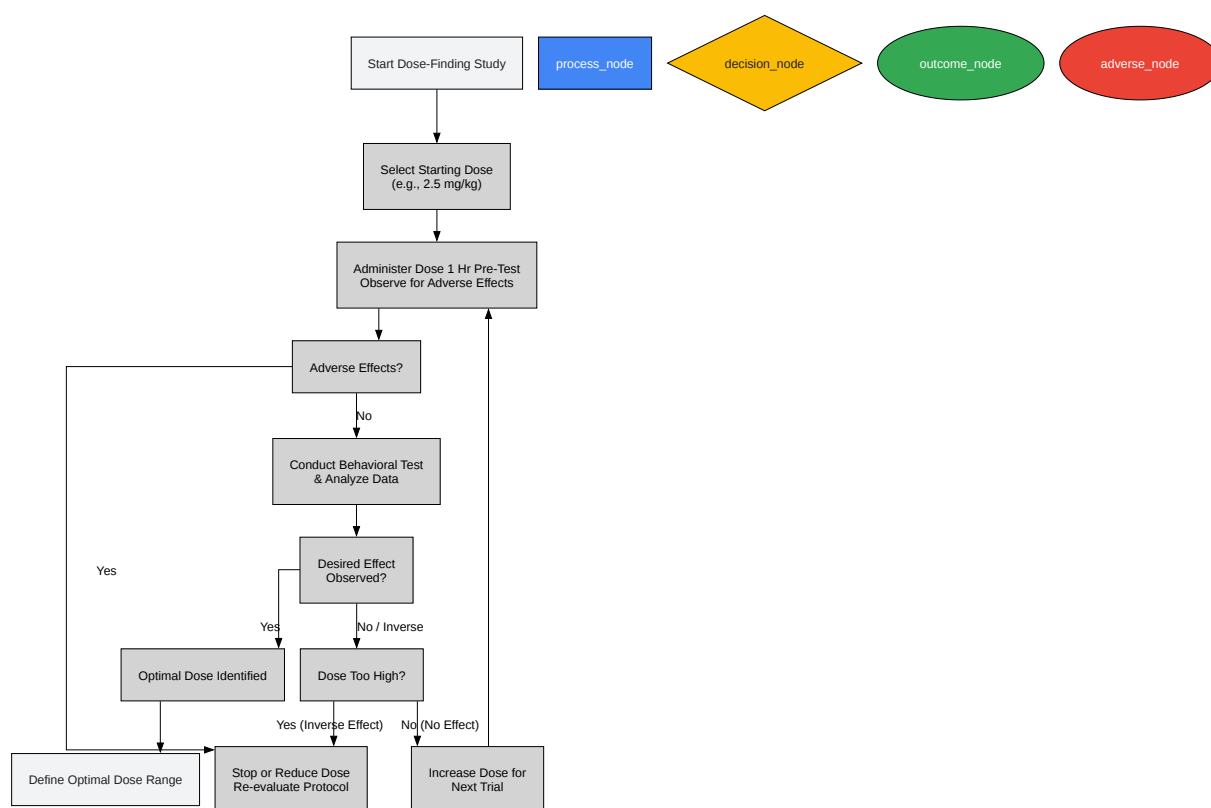 Start Dose-Finding Study
process_node
decision_node
outcome_node
adverse_node
Select Starting Dose
(e.g., 2.5 mg/kg)
Administer Dose 1 Hr Pre-Test
Observe for Adverse Effects
Adverse Effects?
No
Conduct Behavioral Test
& Analyze Data
Yes
Desired Effect
Observed?
Yes
No / Inverse
Optimal Dose Identified
Dose Too High?
Yes (Inverse Effect)
No (No Effect)
Define Optimal Dose Range
Stop or Reduce Dose
Re-evaluate Protocol
Increase Dose for
Next Trial